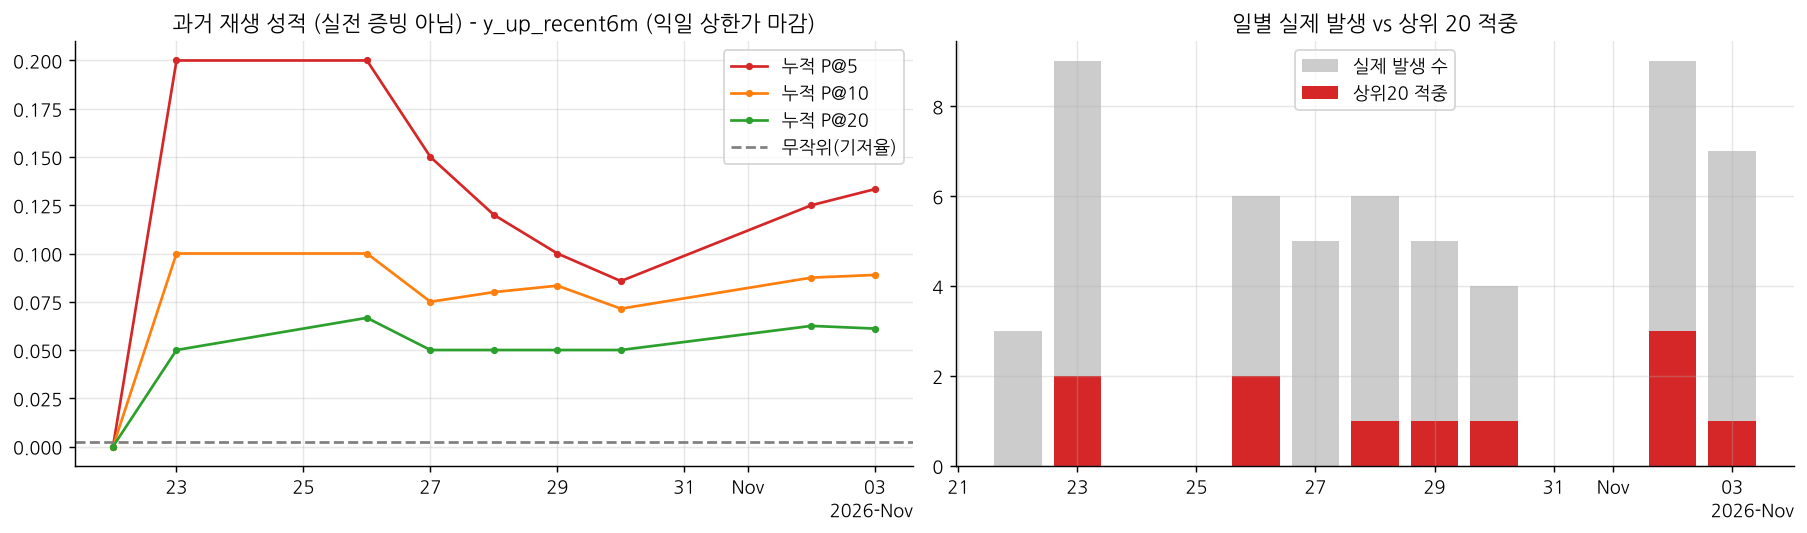 과거 재생 성적 (실전 증빙 아님) - y_up_recent6m (익일 상한가 마감)
누적 P@5
누적 P@10
누적 P@20
무작위(기저율)
0.200
0.175
0.150
0.125
0.100
0.075
0.050
0.025
0.000
23 25 27 29 31 Nov 03
2026-Nov
일별 실제 발생 vs 상위 20 적중
실제 발생 수
상위20 적중
8
6
4
2
0
21 23 25 27 29 31 Nov 03
2026-Nov